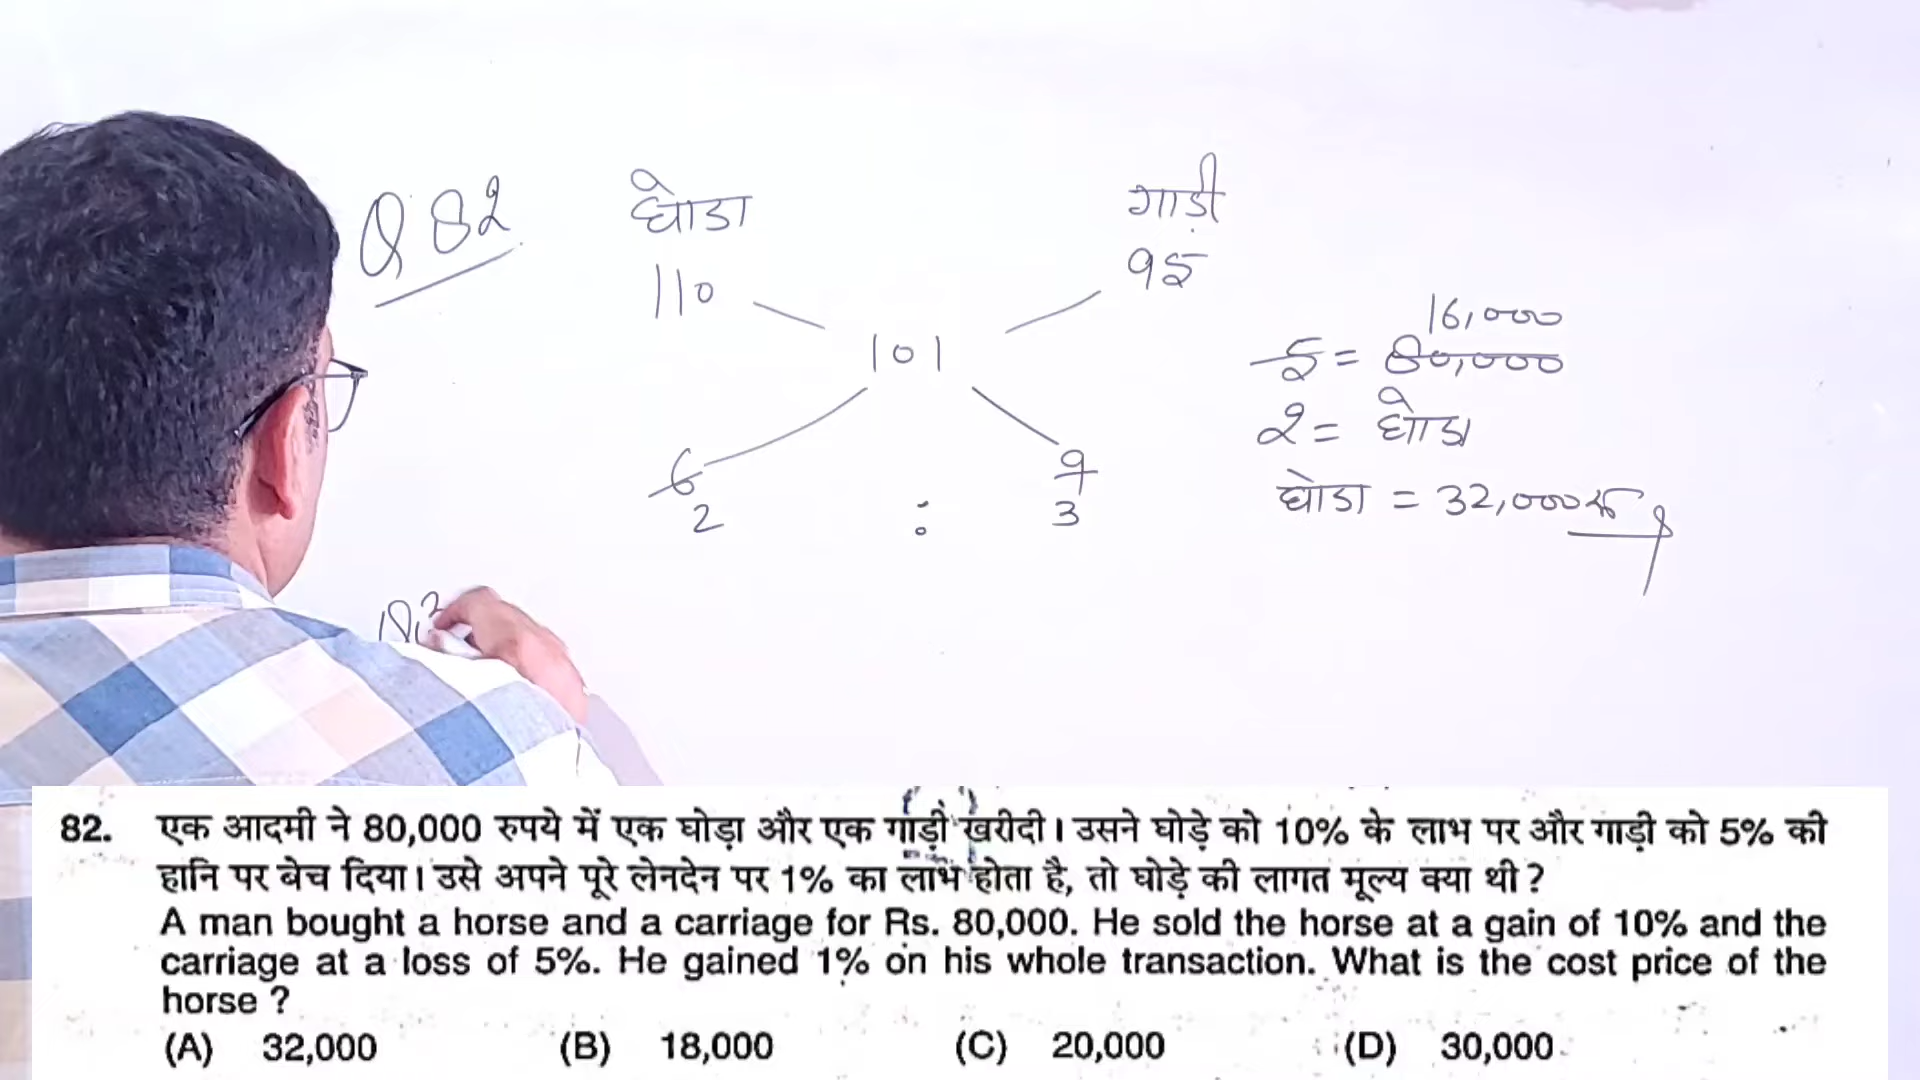 Q 82
घोडा
गाडी
110
95
101
16,000
5 = 80,000
2 = घोडा
6
9
घोडा = 32,000रु
2 : 3
82. एक आदमी ने 80,000 रुपये में एक घोड़ा और एक गाड़ी खरीदी। उसने घोड़े को 10% के लाभ पर और गाड़ी को 5% की
हानि पर बेच दिया। उसे अपने पूरे लेनदेन पर 1% का लाभ होता है, तो घोड़े की लागत मूल्य क्या थी ?
A man bought a horse and a carriage for Rs. 80,000. He sold the horse at a gain of 10% and the
carriage at a loss of 5%. He gained 1% on his whole transaction. What is the cost price of the
horse ?
(A) 32,000 (B) 18,000 (C) 20,000 (D) 30,000